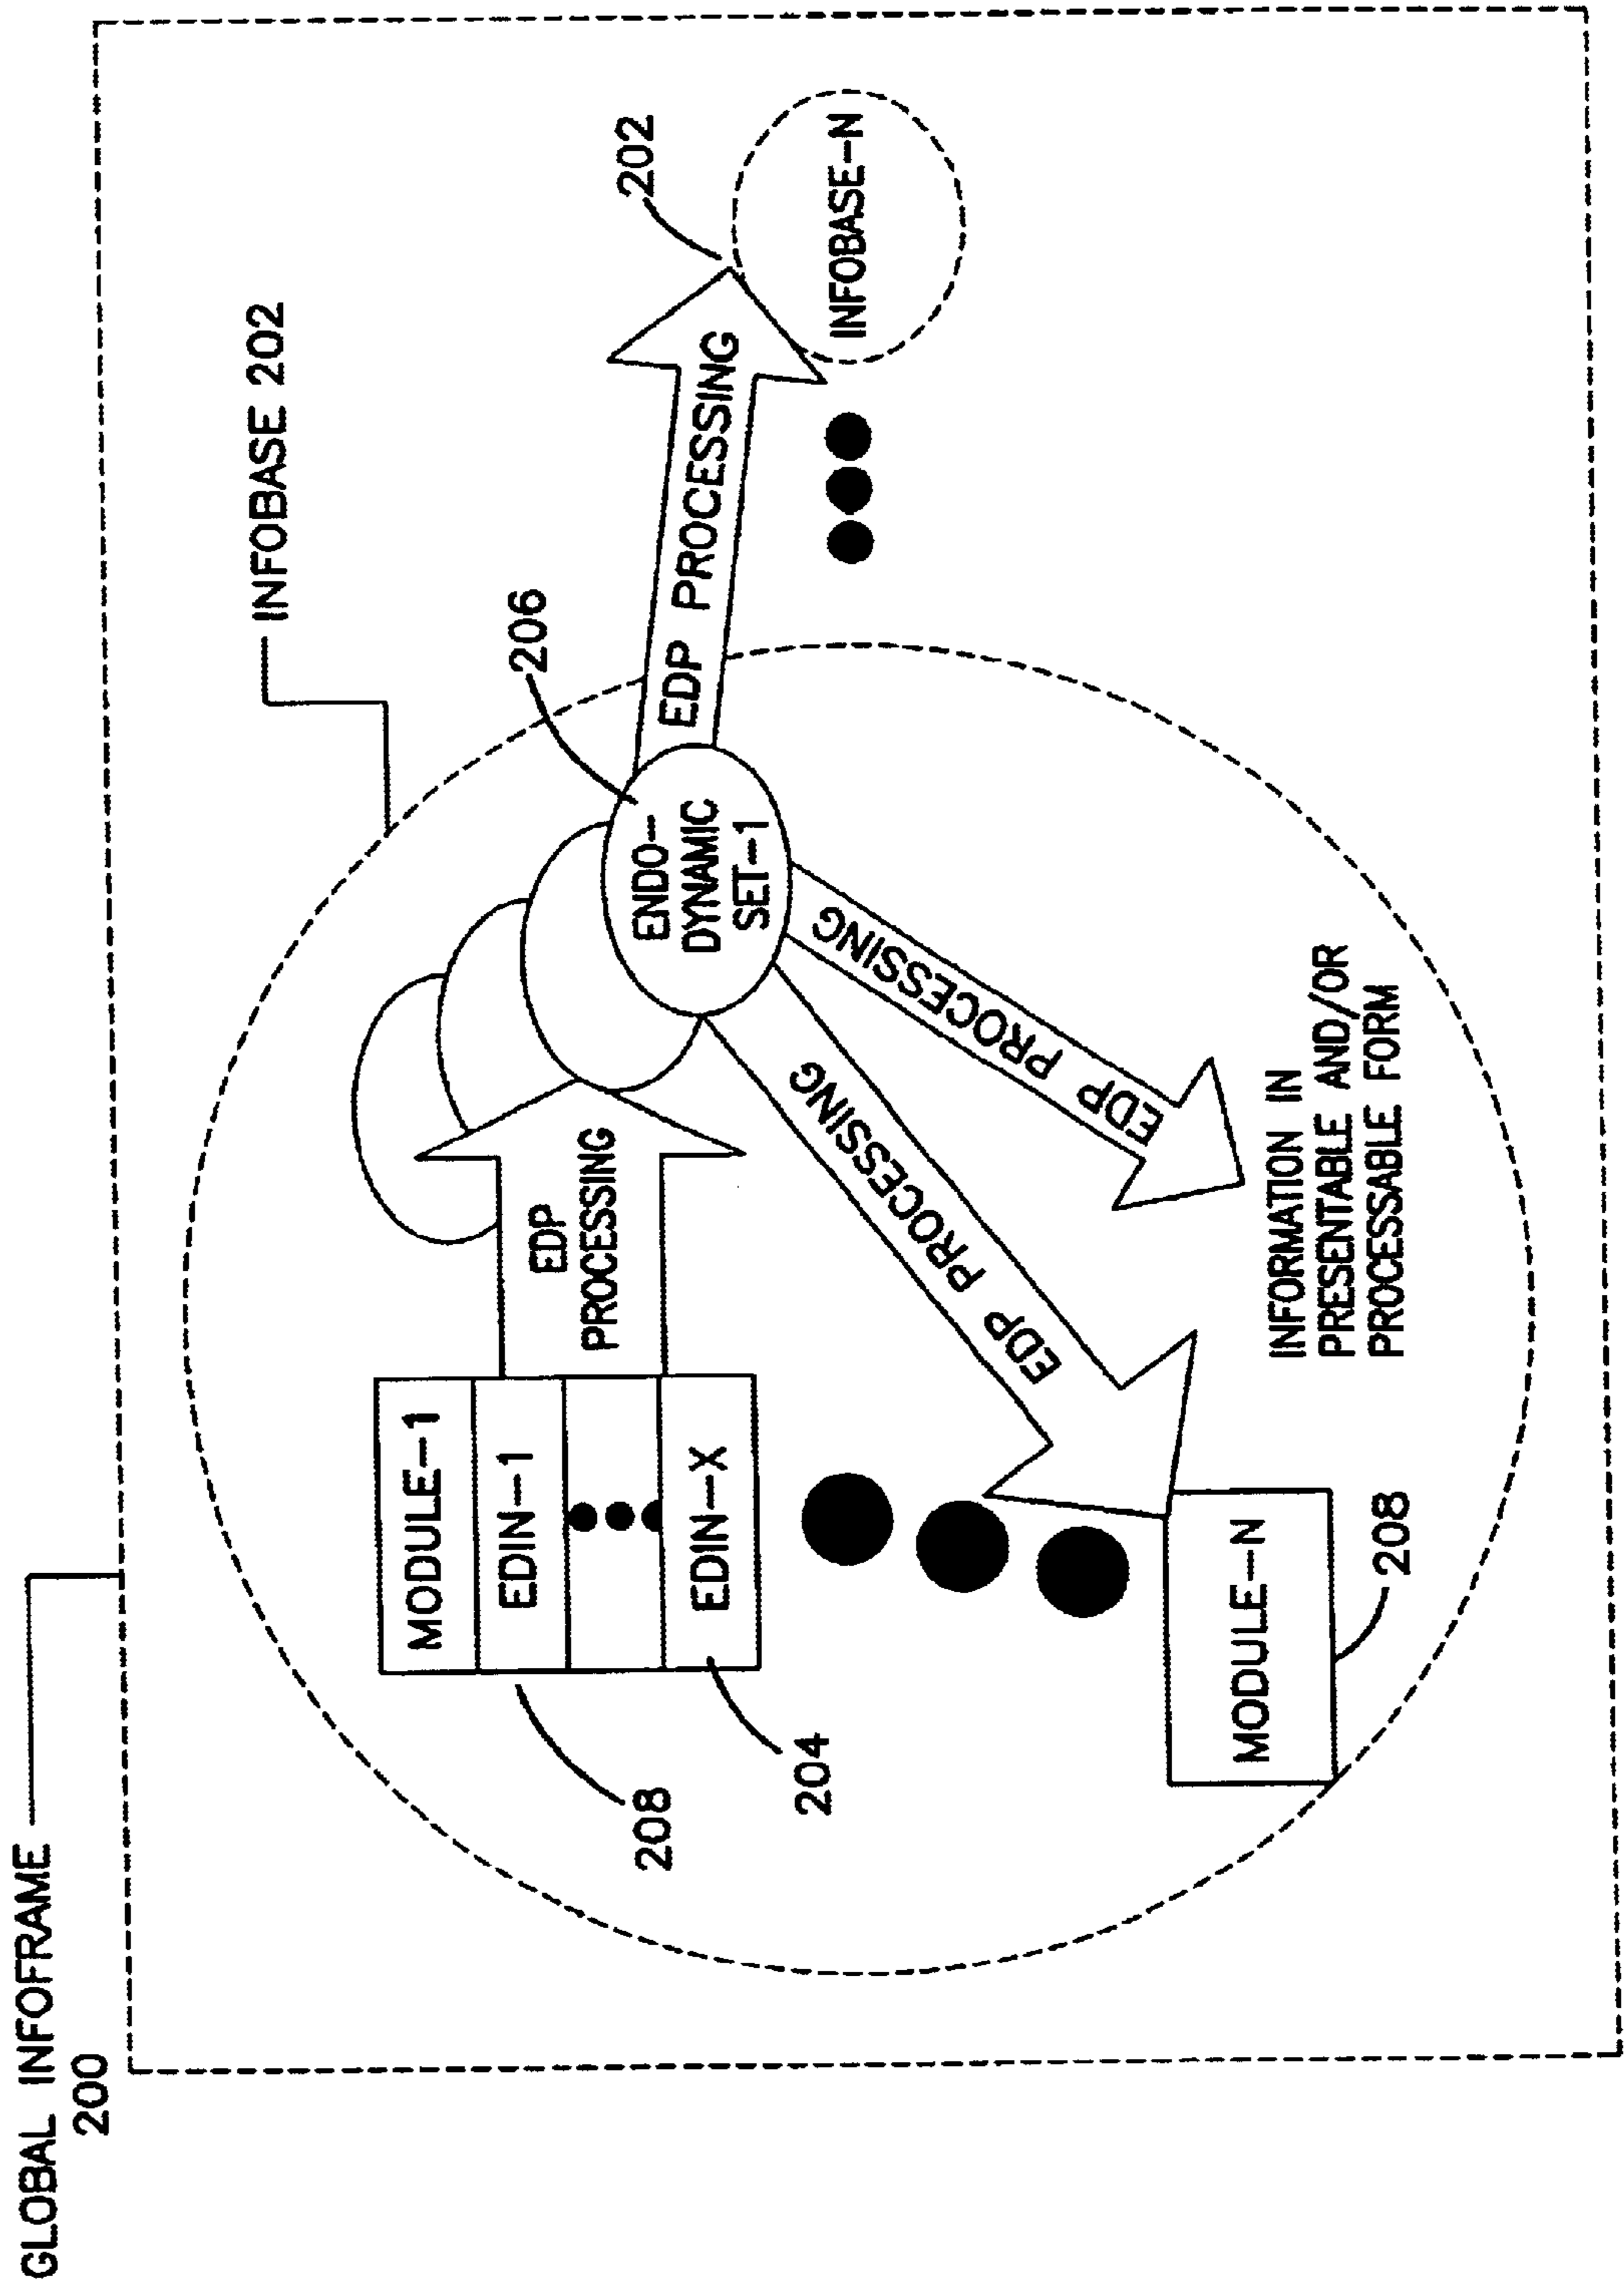 GLOBAL INFOFRAME
200
INFOBASE 202
206
202
MODULE-1
EDIN-1
EDIN-X
208
204
EDP
PROCESSING
ENDO-
DYNAMIC
SET-1
EDP PROCESSING
INFOBASE-N
EDP PROCESSING
EDP PROCESSING
MODULE-N
208
INFORMATION IN
PRESENTABLE AND/OR
PROCESSABLE FORM